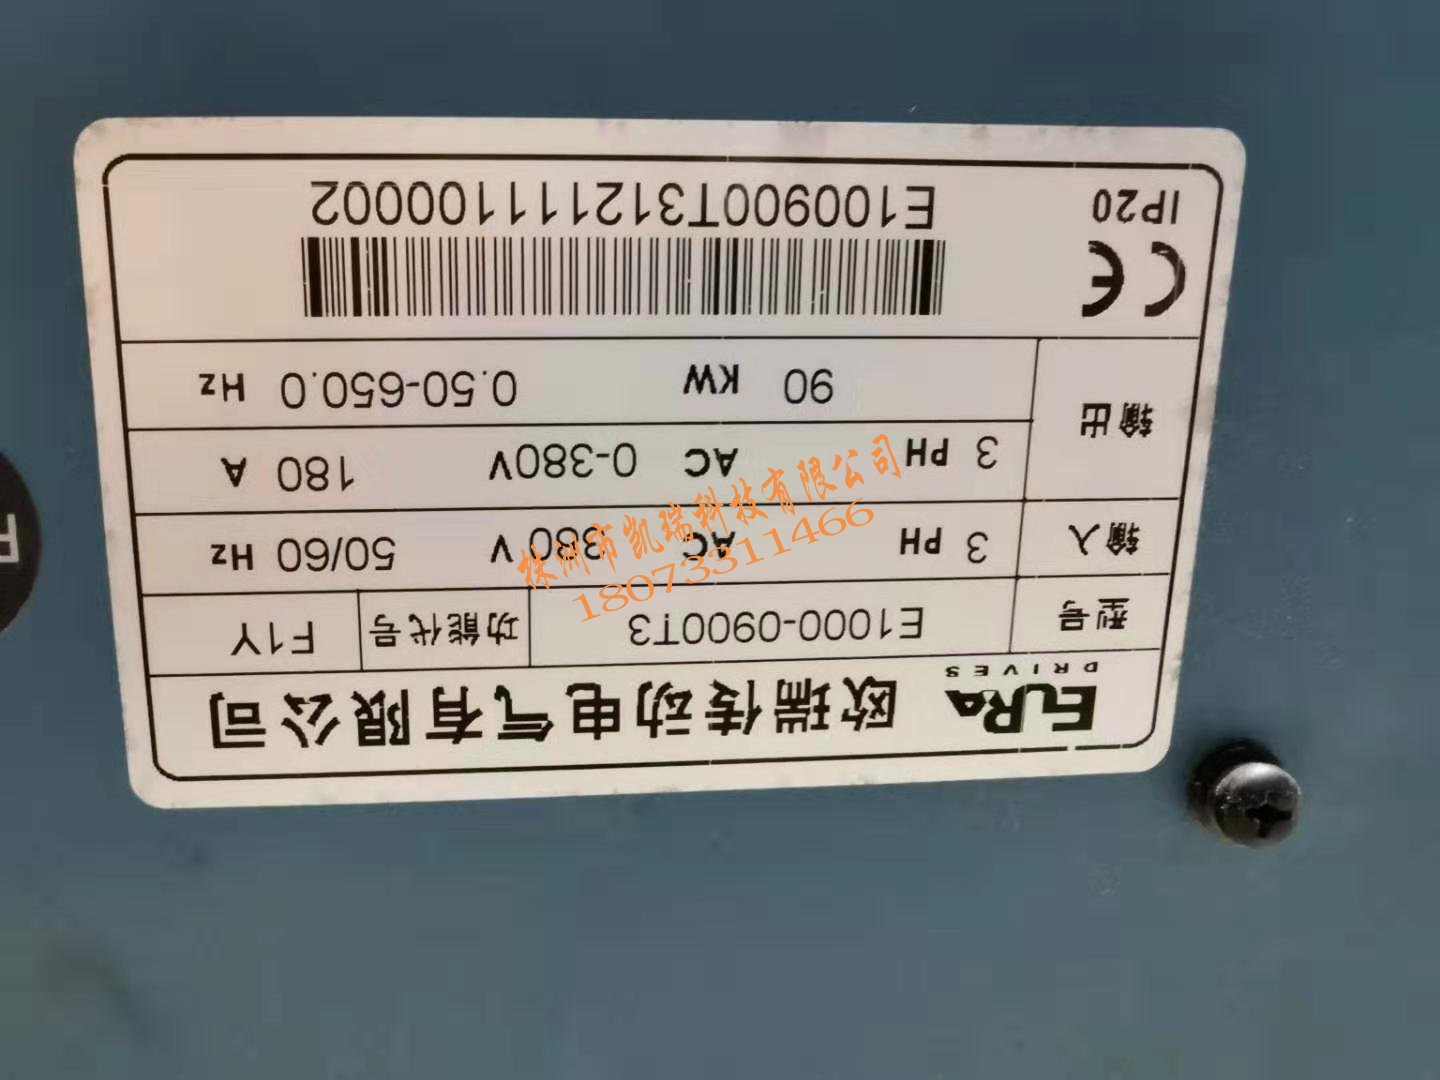 EURA DRIVES 欧瑞传动电气有限公司
型号 E1000-0900T3 功能代号 F1Y
输入 3 PH AC 380 V 50/60 Hz
输出 3 PH AC 0-380V 180 A
90 KW 0.50-650.0 Hz
CE IP20
E100900T3121111100002
株洲市凯瑞科技有限公司
18073311466